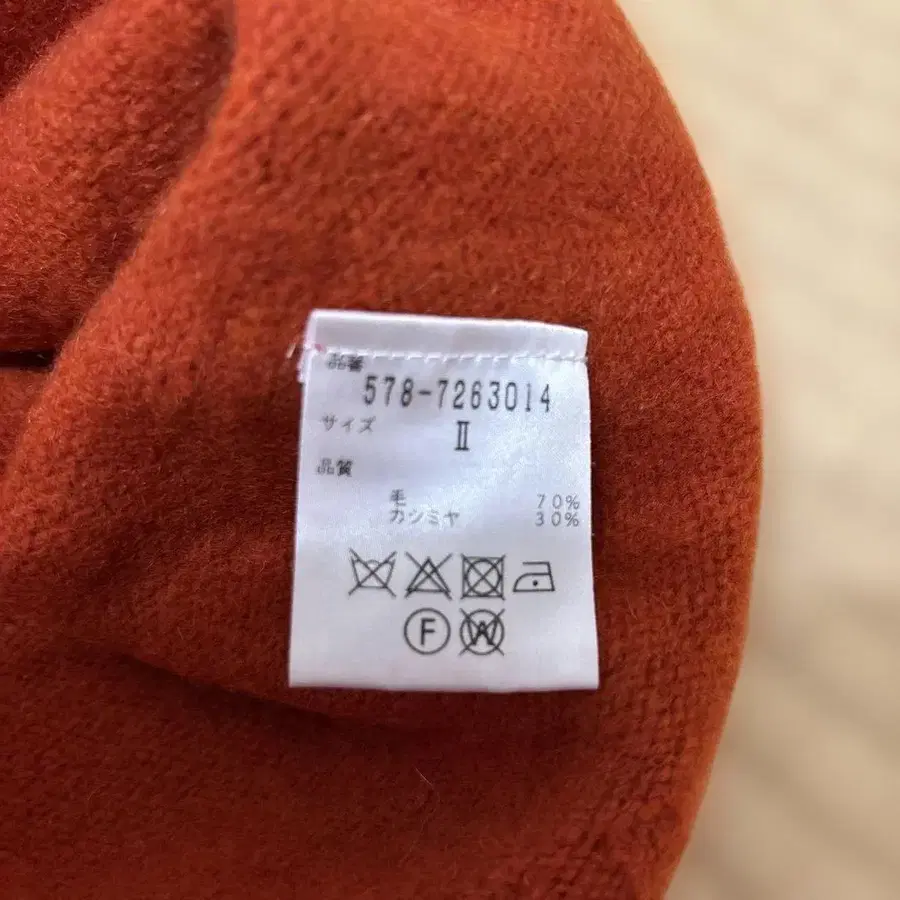 品番
578-7263014
サイズ II
品質
毛 70%
カシミヤ 30%
F W